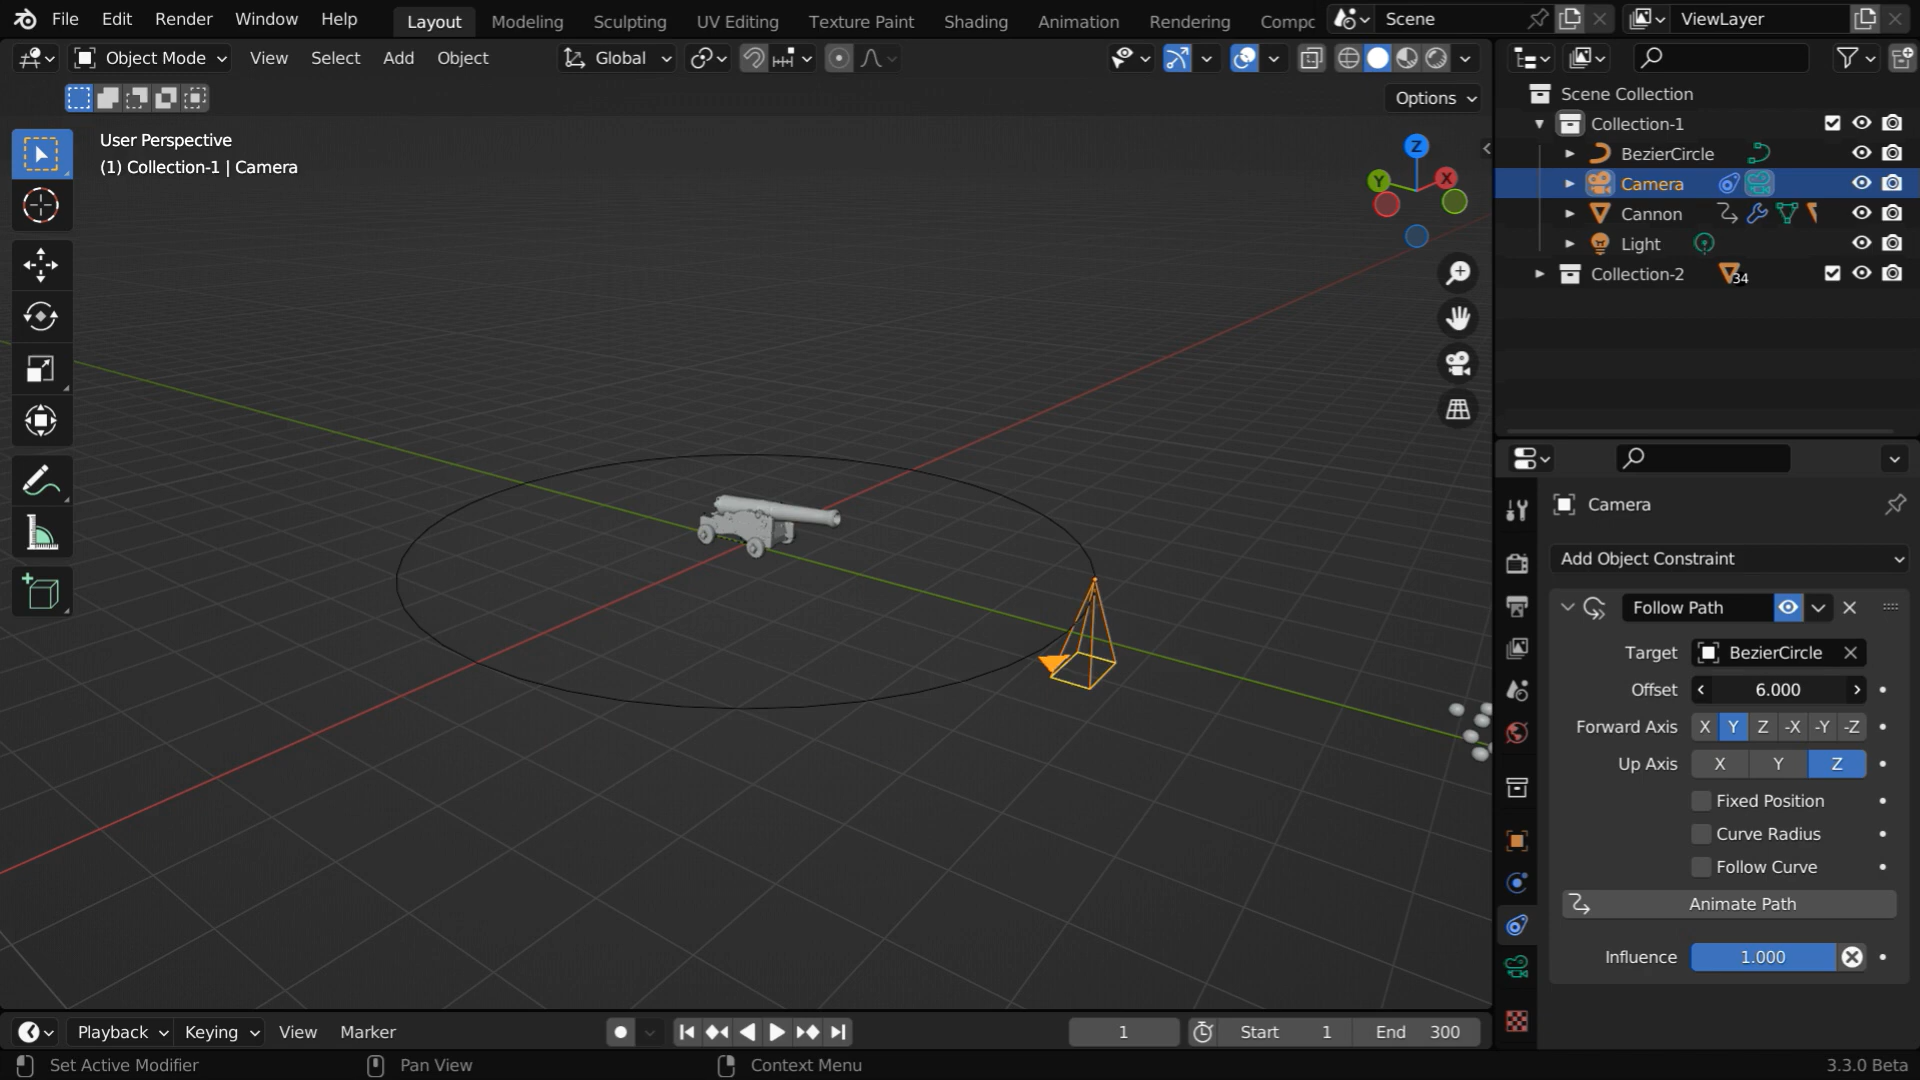 File Edit Render Window Help Layout Modeling Sculpting UV Editing Texture Paint Shading Animation Rendering Compc Scene ViewLayer
Object Mode View Select Add Object Global
Options
User Perspective
(1) Collection-1 | Camera
Z
Y X
Scene Collection
Collection-1
BezierCircle
Camera
Cannon
Light
Collection-2 34
Camera
Add Object Constraint
Follow Path
Target BezierCircle
Offset 6.000
Forward Axis X Y Z -X -Y -Z
Up Axis X Y Z
Fixed Position
Curve Radius
Follow Curve
Animate Path
Influence 1.000
Playback Keying View Marker 1 Start 1 End 300
Set Active Modifier Pan View Context Menu 3.3.0 Beta